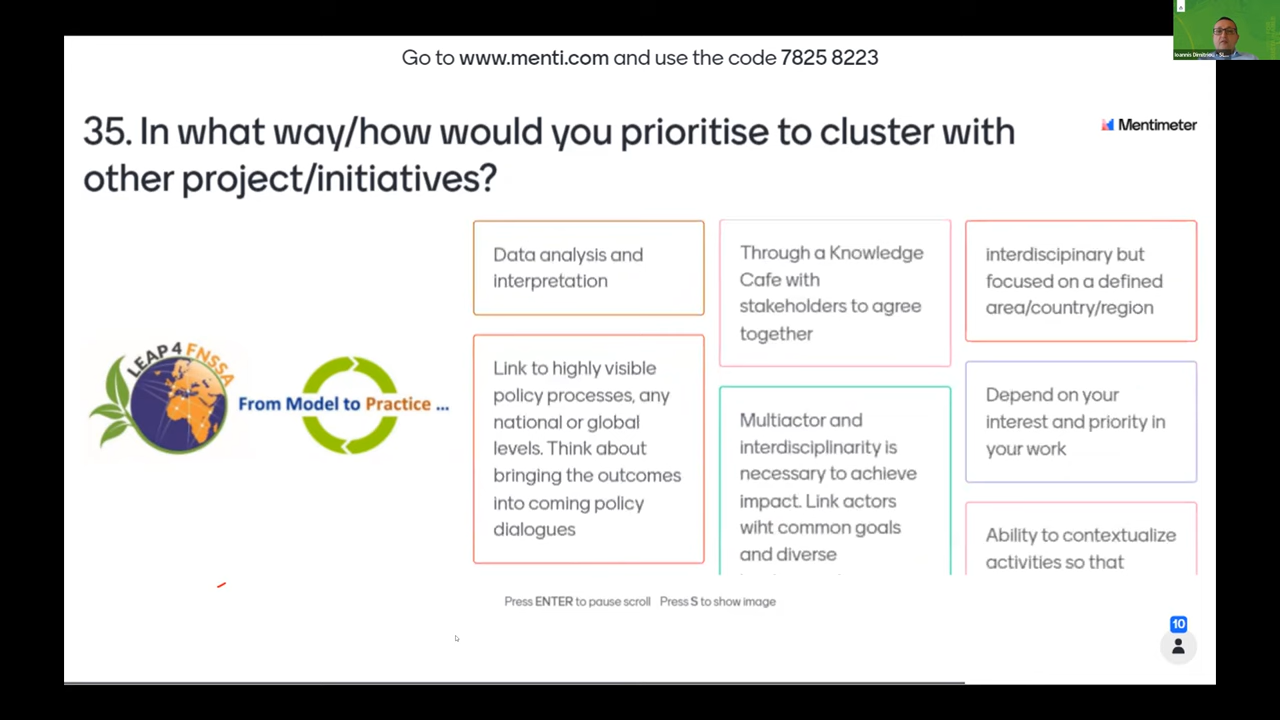 Go to www.menti.com and use the code 7825 8223
Ioannis Dimitriou
35. In what way/how would you prioritise to cluster with
other project/initiatives?
Mentimeter
LEAP4 FNSSA
From Model to Practice ...
Data analysis and
interpretation
Link to highly visible
policy processes, any
national or global
levels. Think about
bringing the outcomes
into coming policy
dialogues
Through a Knowledge
Cafe with
stakeholders to agree
together
Multiactor and
interdisciplinarity is
necessary to achieve
impact. Link actors
wiht common goals
and diverse
interdiscipinary but
focused on a defined
area/country/region
Depend on your
interest and priority in
your work
Ability to contextualize
activities so that
Press ENTER to pause scroll Press S to show image
10